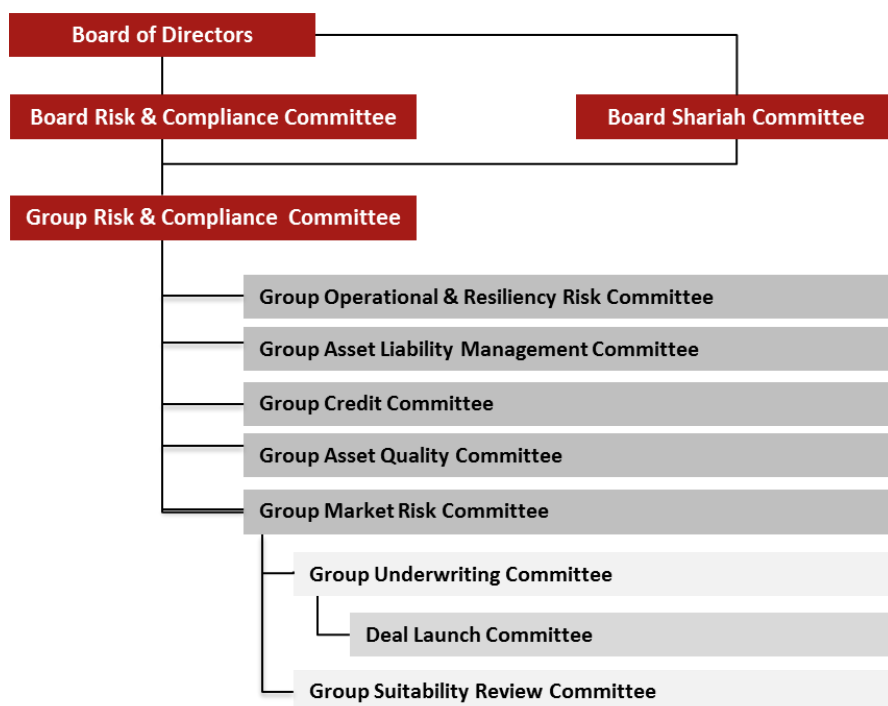 Board of Directors
Board Risk & Compliance Committee
Board Shariah Committee
Group Risk & Compliance Committee
Group Operational & Resiliency Risk Committee
Group Asset Liability Management Committee
Group Credit Committee
Group Asset Quality Committee
Group Market Risk Committee
Group Underwriting Committee
Deal Launch Committee
Group Suitability Review Committee